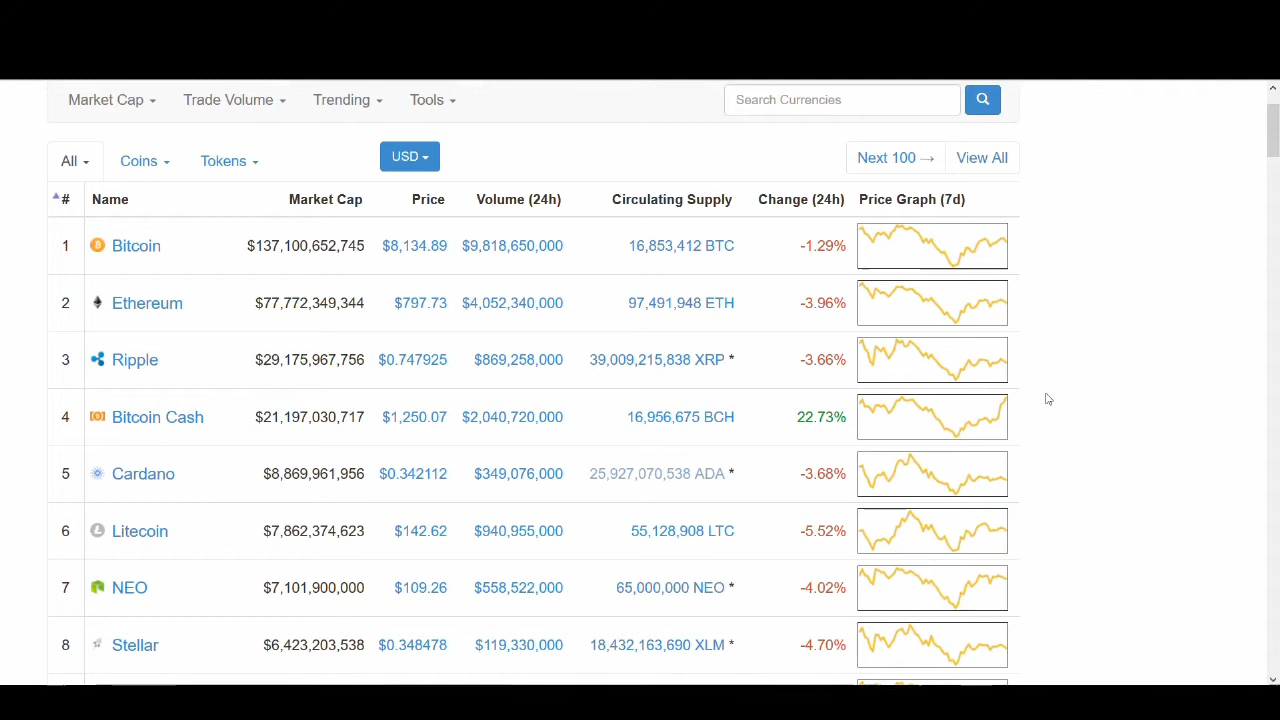 Market Cap Trade Volume Trending Tools Search Currencies
All Coins Tokens USD Next 100 → View All
# Name Market Cap Price Volume (24h) Circulating Supply Change (24h) Price Graph (7d)
1 Bitcoin $137,100,652,745 $8,134.89 $9,818,650,000 16,853,412 BTC -1.29%
2 Ethereum $77,772,349,344 $797.73 $4,052,340,000 97,491,948 ETH -3.96%
3 Ripple $29,175,967,756 $0.747925 $869,258,000 39,009,215,838 XRP * -3.66%
4 Bitcoin Cash $21,197,030,717 $1,250.07 $2,040,720,000 16,956,675 BCH 22.73%
5 Cardano $8,869,961,956 $0.342112 $349,076,000 25,927,070,538 ADA * -3.68%
6 Litecoin $7,862,374,623 $142.62 $940,955,000 55,128,908 LTC -5.52%
7 NEO $7,101,900,000 $109.26 $558,522,000 65,000,000 NEO * -4.02%
8 Stellar $6,423,203,538 $0.348478 $119,330,000 18,432,163,690 XLM * -4.70%